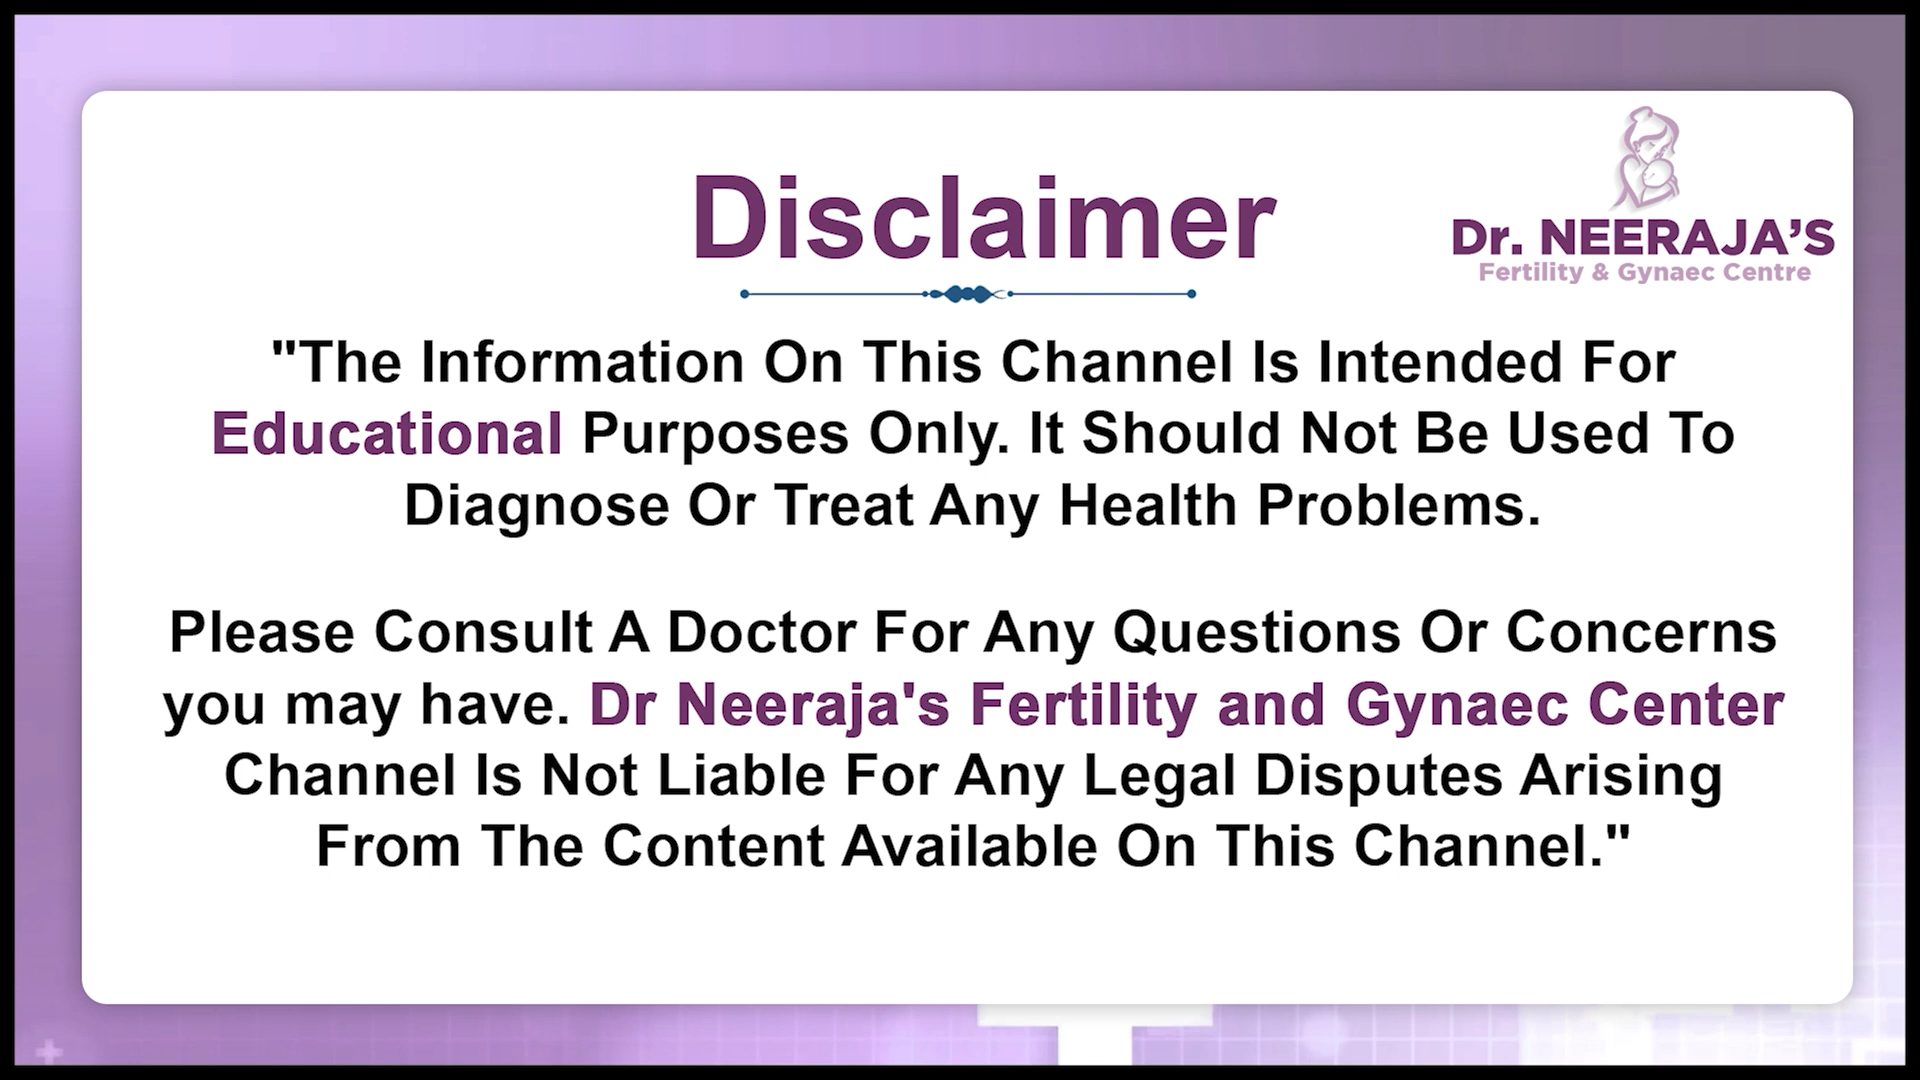 Disclaimer
Dr. NEERAJA’S
Fertility & Gynaec Centre
"The Information On This Channel Is Intended For
Educational Purposes Only. It Should Not Be Used To
Diagnose Or Treat Any Health Problems.
Please Consult A Doctor For Any Questions Or Concerns
you may have. Dr Neeraja's Fertility and Gynaec Center
Channel Is Not Liable For Any Legal Disputes Arising
From The Content Available On This Channel."